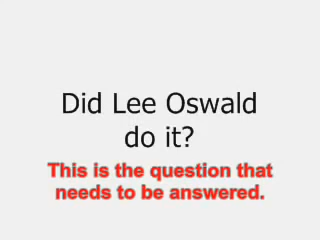 Did Lee Oswald
do it?
This is the question that
needs to be answered.